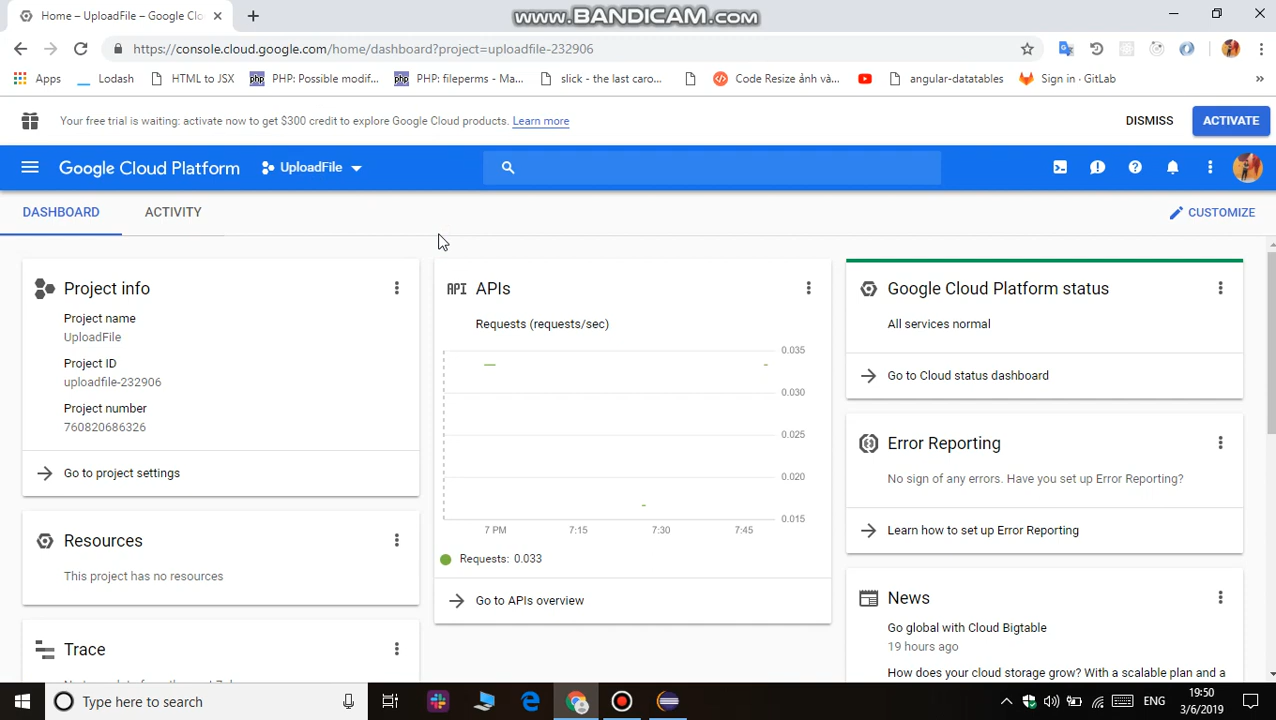 Home – UploadFile – Google Clo
www.BANDICAM.com
https://console.cloud.google.com/home/dashboard?project=uploadfile-232906
Apps
Lodash
HTML to JSX
PHP: Possible modif...
PHP: fileperms - Ma...
slick - the last caro...
Code Resize ảnh và...
angular-datatables
Sign in · GitLab
»
Your free trial is waiting: activate now to get $300 credit to explore Google Cloud products. Learn more
DISMISS
ACTIVATE
Google Cloud Platform
UploadFile
DASHBOARD
ACTIVITY
CUSTOMIZE
Project info
Project name
UploadFile
Project ID
uploadfile-232906
Project number
760820686326
Go to project settings
Resources
This project has no resources
Trace
API APIs
Requests (requests/sec)
0.035
0.030
0.025
0.020
0.015
7 PM
7:15
7:30
7:45
Requests: 0.033
Go to APIs overview
Google Cloud Platform status
All services normal
Go to Cloud status dashboard
Error Reporting
No sign of any errors. Have you set up Error Reporting?
Learn how to set up Error Reporting
News
Go global with Cloud Bigtable
19 hours ago
How does your cloud storage grow? With a scalable plan and a
Type here to search
ENG
19:50
3/6/2019